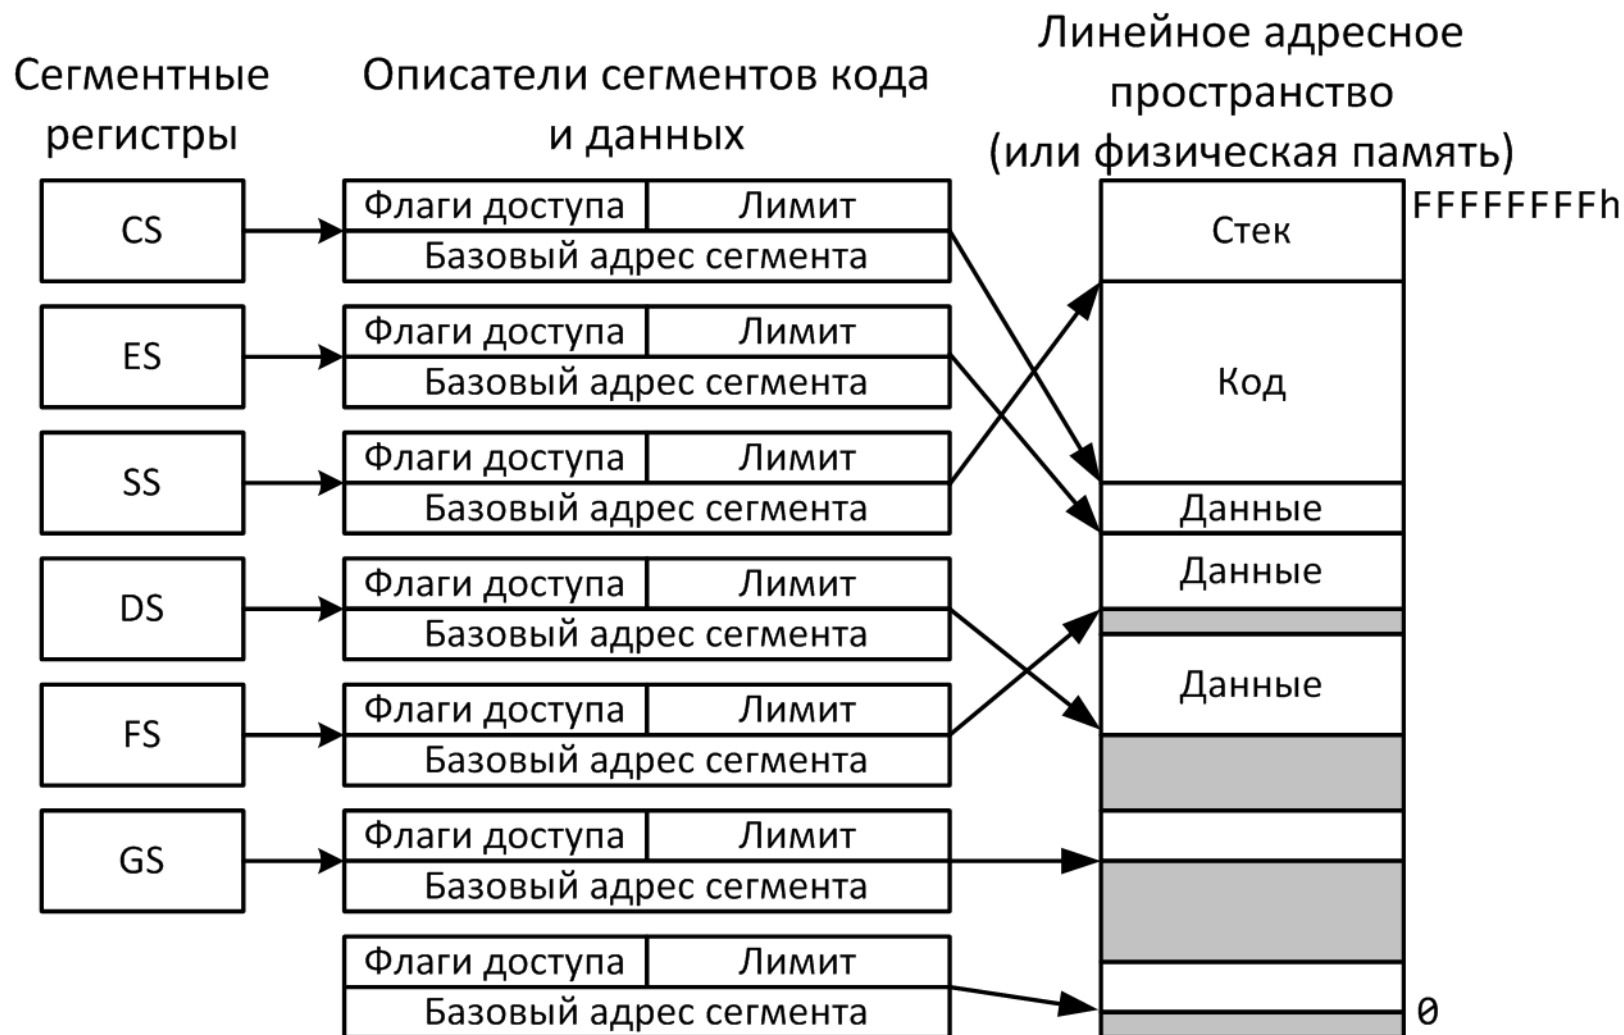 Сегментные
регистры
Описатели сегментов кода
и данных
Линейное адресное
пространство
(или физическая память)
CS
Флаги доступа Лимит
Базовый адрес сегмента
ES
Флаги доступа Лимит
Базовый адрес сегмента
SS
Флаги доступа Лимит
Базовый адрес сегмента
DS
Флаги доступа Лимит
Базовый адрес сегмента
FS
Флаги доступа Лимит
Базовый адрес сегмента
GS
Флаги доступа Лимит
Базовый адрес сегмента
Флаги доступа Лимит
Базовый адрес сегмента
FFFFFFFFh
Стек
Код
Данные
Данные
Данные
0